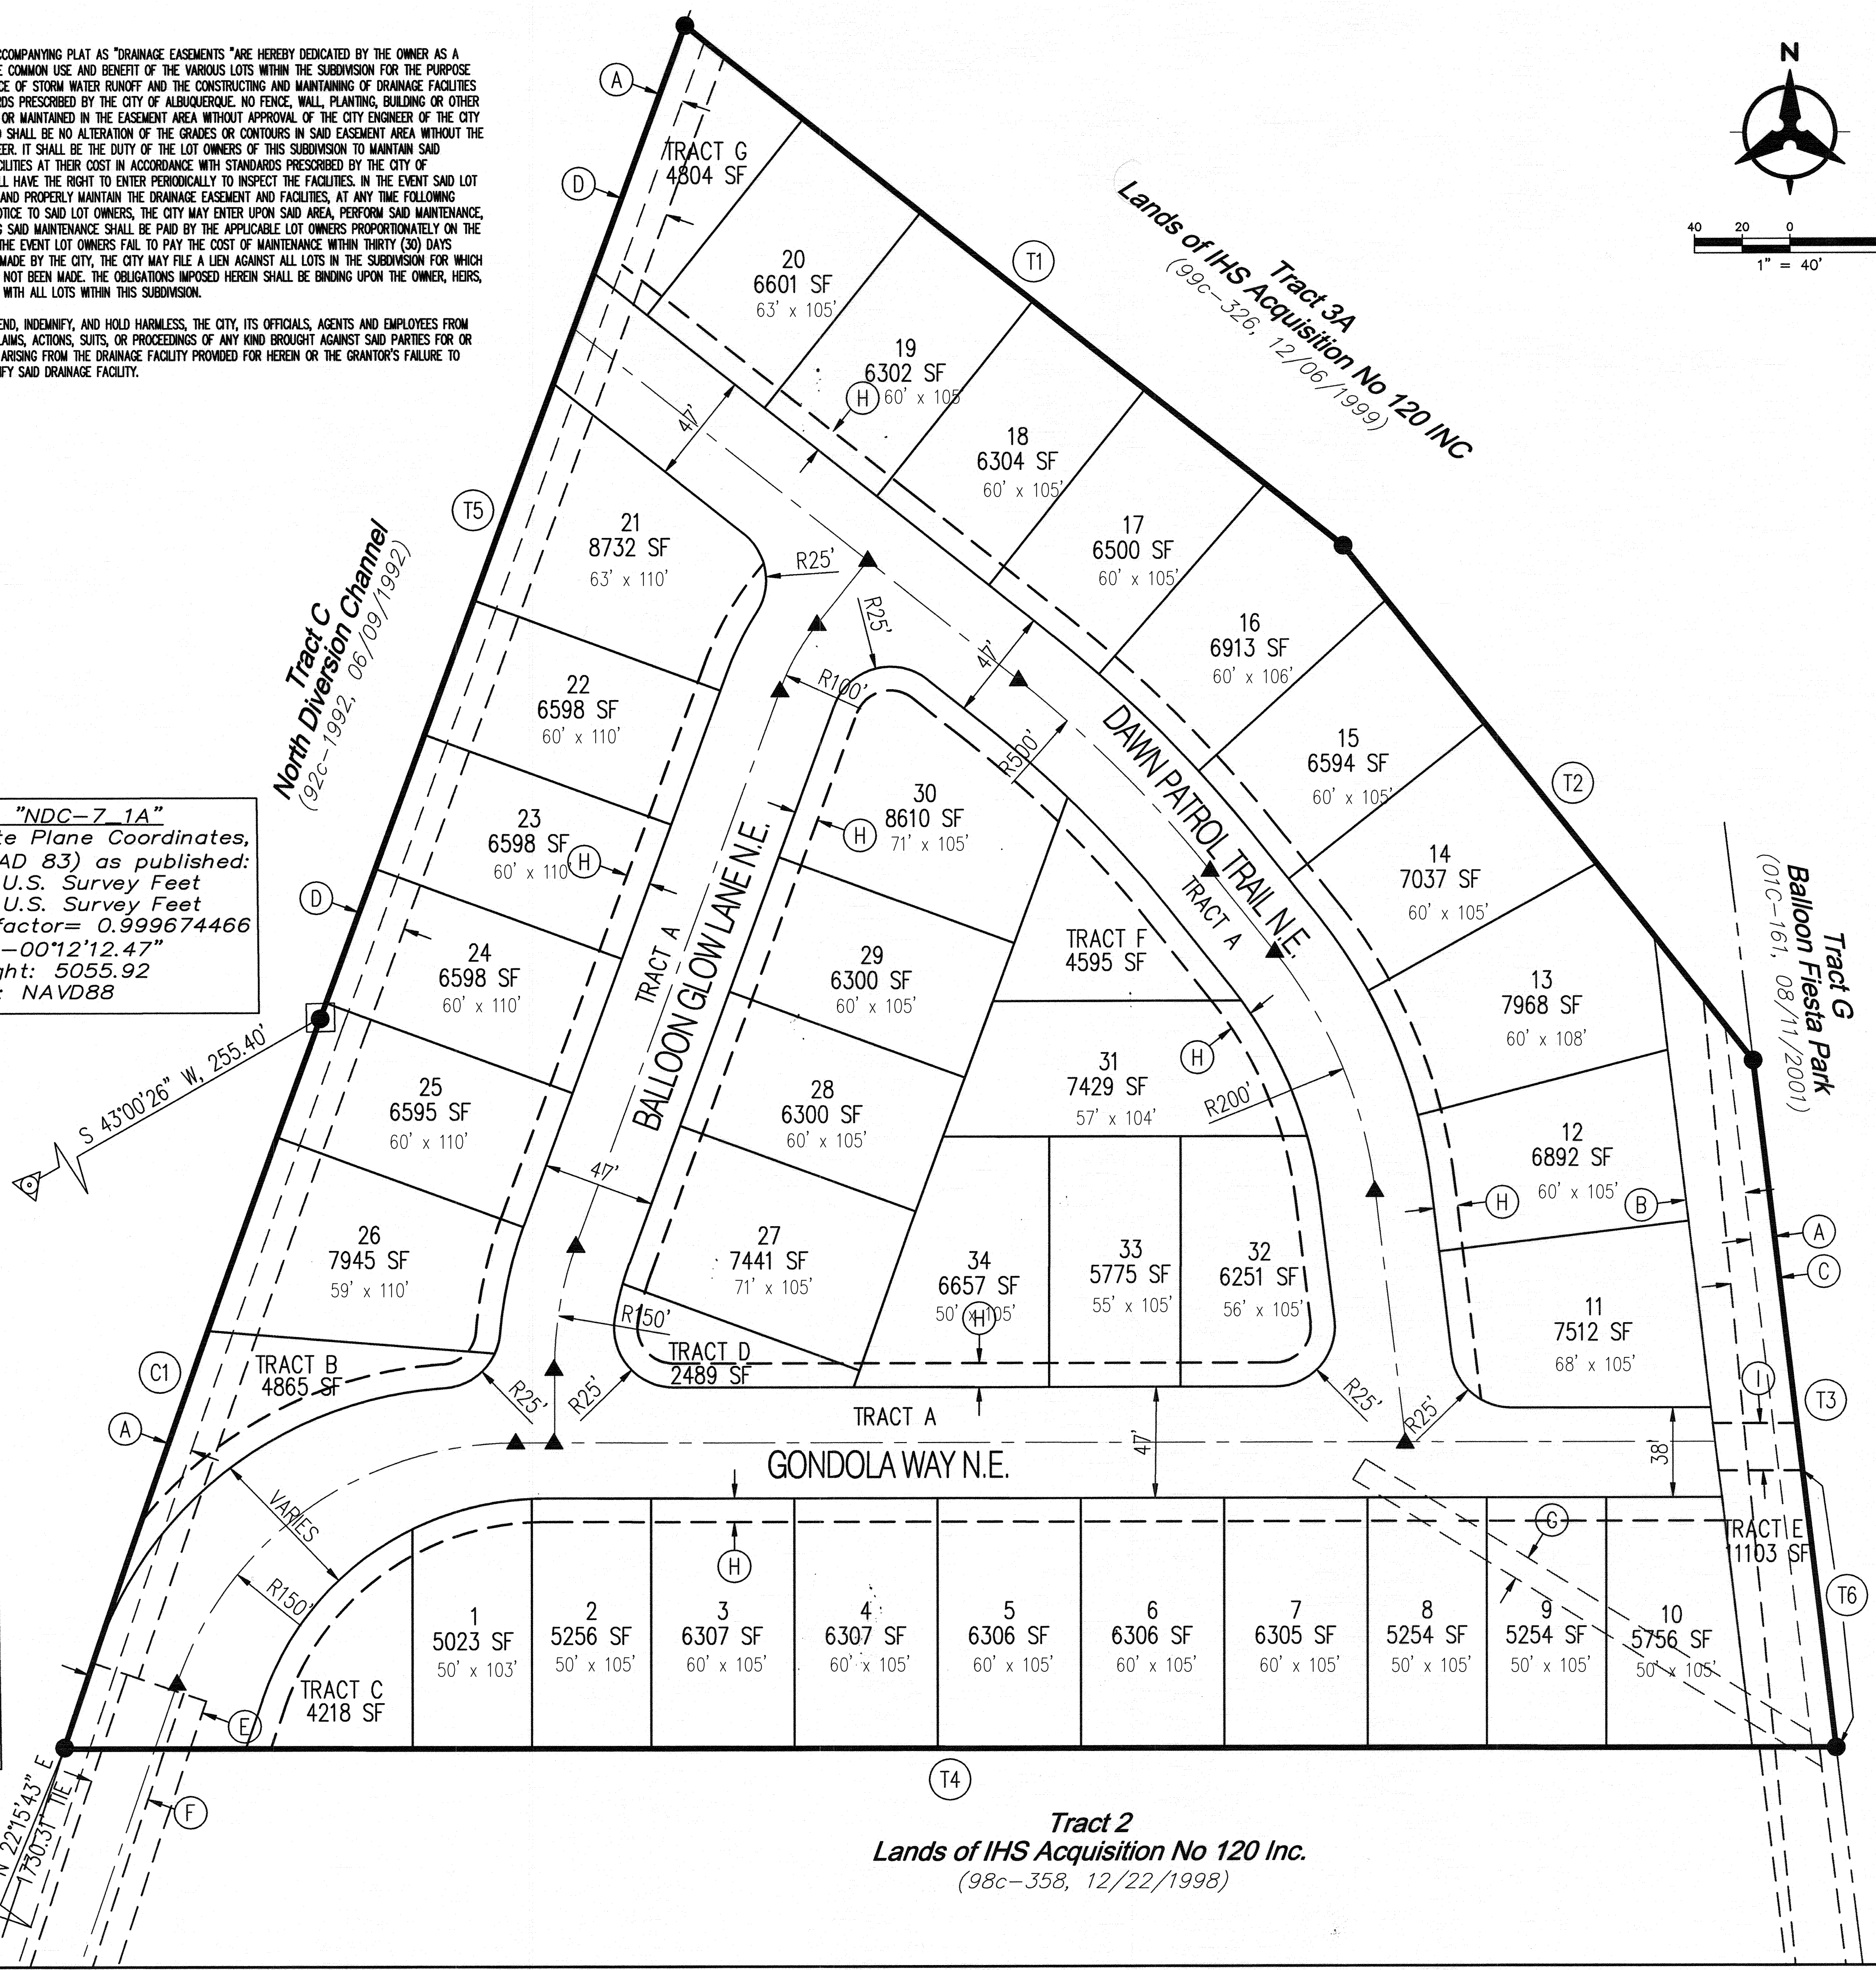 CCOMPANYING PLAT AS "DRAINAGE EASEMENTS "ARE HEREBY DEDICATED BY THE OWNER AS A
E COMMON USE AND BENEFIT OF THE VARIOUS LOTS WITHIN THE SUBDIVISION FOR THE PURPOSE
CE OF STORM WATER RUNOFF AND THE CONSTRUCTING AND MAINTAINING OF DRAINAGE FACILITIES
RDS PRESCRIBED BY THE CITY OF ALBUQUERQUE. NO FENCE, WALL, PLANTING, BUILDING OR OTHER
OR MAINTAINED IN THE EASEMENT AREA WITHOUT APPROVAL OF THE CITY ENGINEER OF THE CITY
O SHALL BE NO ALTERATION OF THE GRADES OR CONTOURS IN SAID EASEMENT AREA WITHOUT THE
EER. IT SHALL BE THE DUTY OF THE LOT OWNERS OF THIS SUBDIVISION TO MAINTAIN SAID
CILITIES AT THEIR COST IN ACCORDANCE WITH STANDARDS PRESCRIBED BY THE CITY OF
LL HAVE THE RIGHT TO ENTER PERIODICALLY TO INSPECT THE FACILITIES. IN THE EVENT SAID LOT
AND PROPERLY MAINTAIN THE DRAINAGE EASEMENT AND FACILITIES, AT ANY TIME FOLLOWING
OTICE TO SAID LOT OWNERS, THE CITY MAY ENTER UPON SAID AREA, PERFORM SAID MAINTENANCE,
G SAID MAINTENANCE SHALL BE PAID BY THE APPLICABLE LOT OWNERS PROPORTIONATELY ON THE
THE EVENT LOT OWNERS FAIL TO PAY THE COST OF MAINTENANCE WITHIN THIRTY (30) DAYS
MADE BY THE CITY, THE CITY MAY FILE A LIEN AGAINST ALL LOTS IN THE SUBDIVISION FOR WHICH
NOT BEEN MADE. THE OBLIGATIONS IMPOSED HEREIN SHALL BE BINDING UPON THE OWNER, HEIRS,
WITH ALL LOTS WITHIN THIS SUBDIVISION.
END, INDEMNIFY, AND HOLD HARMLESS, THE CITY, ITS OFFICIALS, AGENTS AND EMPLOYEES FROM
LAIMS, ACTIONS, SUITS, OR PROCEEDINGS OF ANY KIND BROUGHT AGAINST SAID PARTIES FOR OR
ARISING FROM THE DRAINAGE FACILITY PROVIDED FOR HEREIN OR THE GRANTOR'S FAILURE TO
IFY SAID DRAINAGE FACILITY.
N
40 20 0
1" = 40'
A
D
TRACT G
4804 SF
T1
Lands of IHS Acquisition No 120 INC
Tract 3A
(99c-326, 12/06/1999)
20
6601 SF
63' x 105'
19
6302 SF
60' x 105
H
18
6304 SF
60' x 105'
17
6500 SF
60' x 105'
16
6913 SF
60' x 106'
15
6594 SF
60' x 105'
14
7037 SF
60' x 105'
13
7968 SF
60' x 108'
12
6892 SF
60' x 105'
11
7512 SF
68' x 105'
T2
Tract G
Balloon Fiesta Park
(01C-161, 08/11/2001)
T5
Tract C
North Diversion Channel
(92c-1992, 06/09/1992)
47'
R25'
R25'
R100'
47'
R500'
DAWN PATROL TRAIL N.E.
TRACT A
21
8732 SF
63' x 110'
22
6598 SF
60' x 110'
23
6598 SF
60' x 110'
H
24
6598 SF
60' x 110'
25
6595 SF
60' x 110'
26
7945 SF
59' x 110'
"NDC-7_1A"
te Plane Coordinates,
AD 83) as published:
U.S. Survey Feet
U.S. Survey Feet
factor= 0.999674466
-00°12'12.47"
ght: 5055.92
: NAVD88
D
S 43°00'26" W, 255.40'
TRACT A
BALLOON GLOW LANE N.E.
47'
30
8610 SF
71' x 105'
H
29
6300 SF
60' x 105'
28
6300 SF
60' x 105'
27
7441 SF
71' x 105'
TRACT F
4595 SF
31
7429 SF
57' x 104'
H
R200'
34
6657 SF
50' x 105'
H
33
5775 SF
55' x 105'
32
6251 SF
56' x 105'
H
B
A
C
I
T3
C1
A
TRACT B
4865 SF
R150'
TRACT D
2489 SF
R25'
R25'
R25'
R25'
TRACT A
GONDOLA WAY N.E.
47'
38'
VARIES
R150'
H
G
TRACT E
11103 SF
T6
TRACT C
4218 SF
1
5023 SF
50' x 103'
2
5256 SF
50' x 105'
3
6307 SF
60' x 105'
4
6307 SF
60' x 105'
5
6306 SF
60' x 105'
6
6306 SF
60' x 105'
7
6305 SF
60' x 105'
8
5254 SF
50' x 105'
9
5254 SF
50' x 105'
10
5756 SF
50' x 105'
E
F
N 22°15'43" E
1730.31' TIE
T4
Tract 2
Lands of IHS Acquisition No 120 Inc.
(98c-358, 12/22/1998)